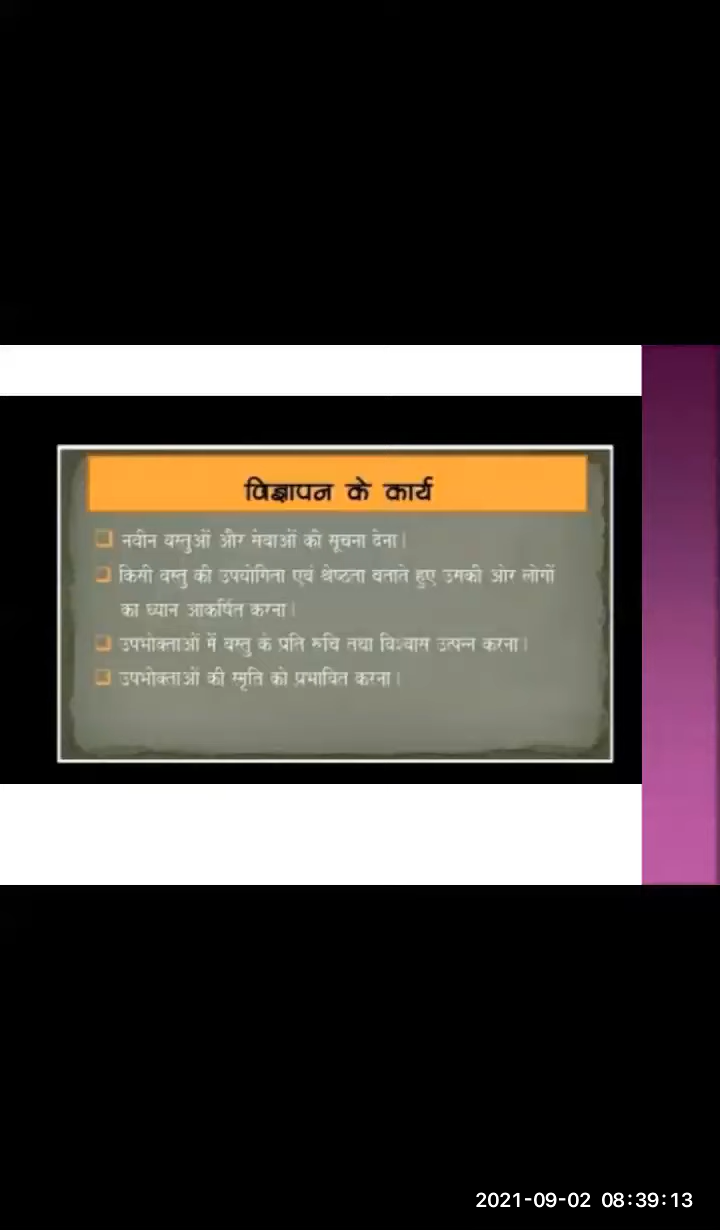 विज्ञापन के कार्य
❑ नवीन वस्तुओं और सेवाओं की सूचना देना।
❑ किसी वस्तु की उपयोगिता एवं श्रेष्ठता बताते हुए उसकी ओर लोगों
का ध्यान आकर्षित करना।
❑ उपभोक्ताओं में वस्तु के प्रति रुचि तथा विश्वास उत्पन्न करना।
❑ उपभोक्ताओं की स्मृति को प्रभावित करना।
2021-09-02 08:39:13